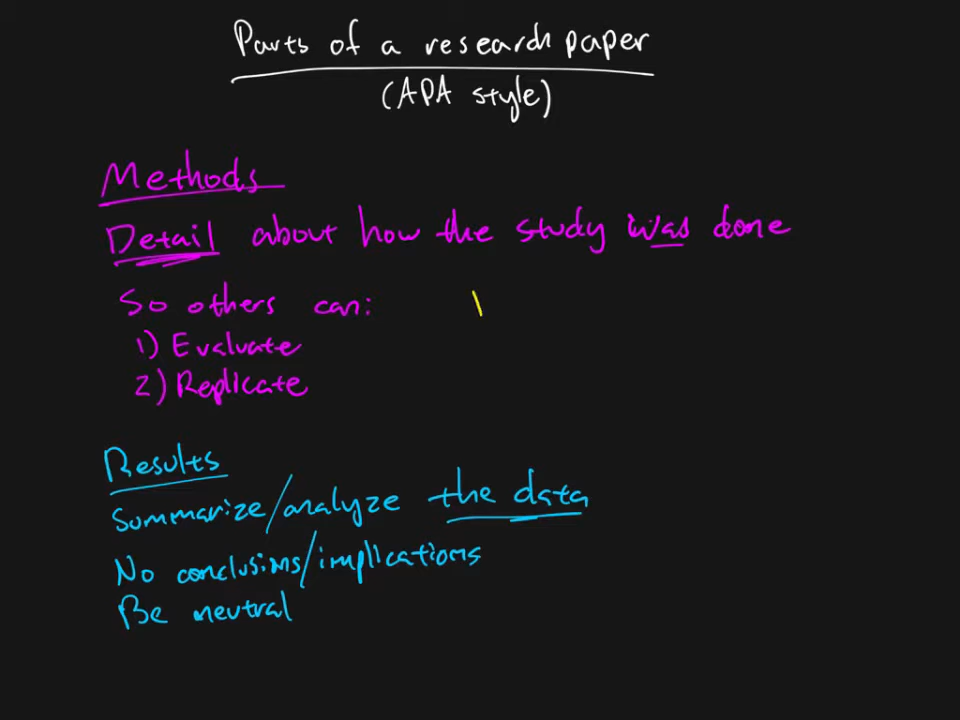 Parts of a research paper
(APA style)
Methods
Detail about how the study was done
So others can:
1) Evaluate
2) Replicate
Results
Summarize/analyze the data
No conclusions/implications
Be neutral